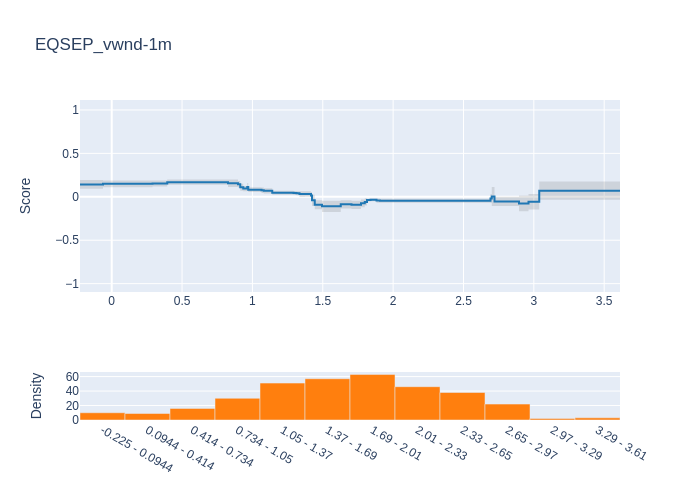 EQSEP_vwnd-1m
Score
1
0.5
0
−0.5
−1
0 0.5 1 1.5 2 2.5 3 3.5
Density
60
40
20
0
-0.225 - 0.0944
0.0944 - 0.414
0.414 - 0.734
0.734 - 1.05
1.05 - 1.37
1.37 - 1.69
1.69 - 2.01
2.01 - 2.33
2.33 - 2.65
2.65 - 2.97
2.97 - 3.29
3.29 - 3.61